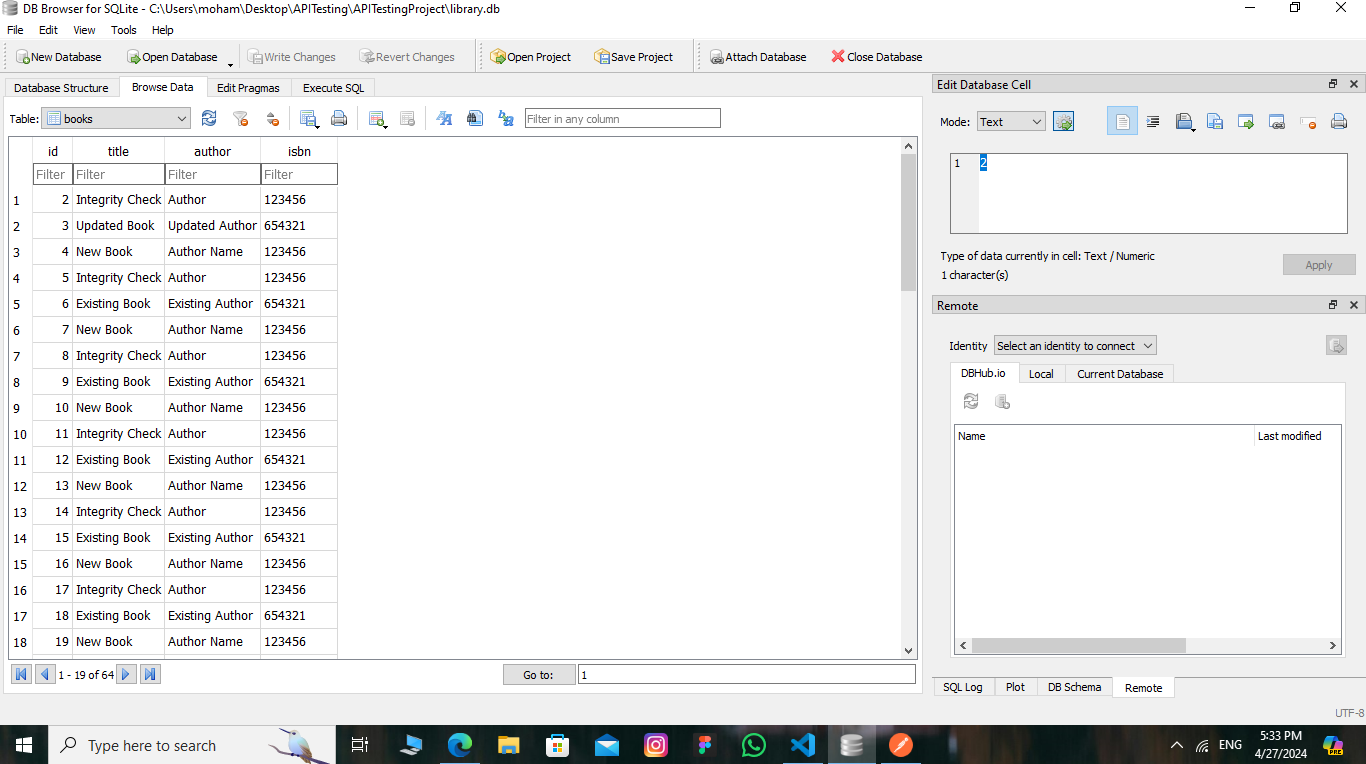 DB Browser for SQLite - C:\Users\moham\Desktop\APITesting\APITestingProject\library.db
File Edit View Tools Help
New Database Open Database Write Changes Revert Changes Open Project Save Project Attach Database Close Database
Database Structure Browse Data Edit Pragmas Execute SQL
Table: books Filter in any column
id title author isbn
Filter Filter Filter Filter
1 2 Integrity Check Author 123456
2 3 Updated Book Updated Author 654321
3 4 New Book Author Name 123456
4 5 Integrity Check Author 123456
5 6 Existing Book Existing Author 654321
6 7 New Book Author Name 123456
7 8 Integrity Check Author 123456
8 9 Existing Book Existing Author 654321
9 10 New Book Author Name 123456
10 11 Integrity Check Author 123456
11 12 Existing Book Existing Author 654321
12 13 New Book Author Name 123456
13 14 Integrity Check Author 123456
14 15 Existing Book Existing Author 654321
15 16 New Book Author Name 123456
16 17 Integrity Check Author 123456
17 18 Existing Book Existing Author 654321
18 19 New Book Author Name 123456
1 - 19 of 64 Go to: 1
Edit Database Cell
Mode: Text
1 2
Type of data currently in cell: Text / Numeric
1 character(s)
Apply
Remote
Identity Select an identity to connect
DBHub.io Local Current Database
Name Last modified
SQL Log Plot DB Schema Remote
UTF-8
Type here to search
ENG
5:33 PM
4/27/2024
PRE